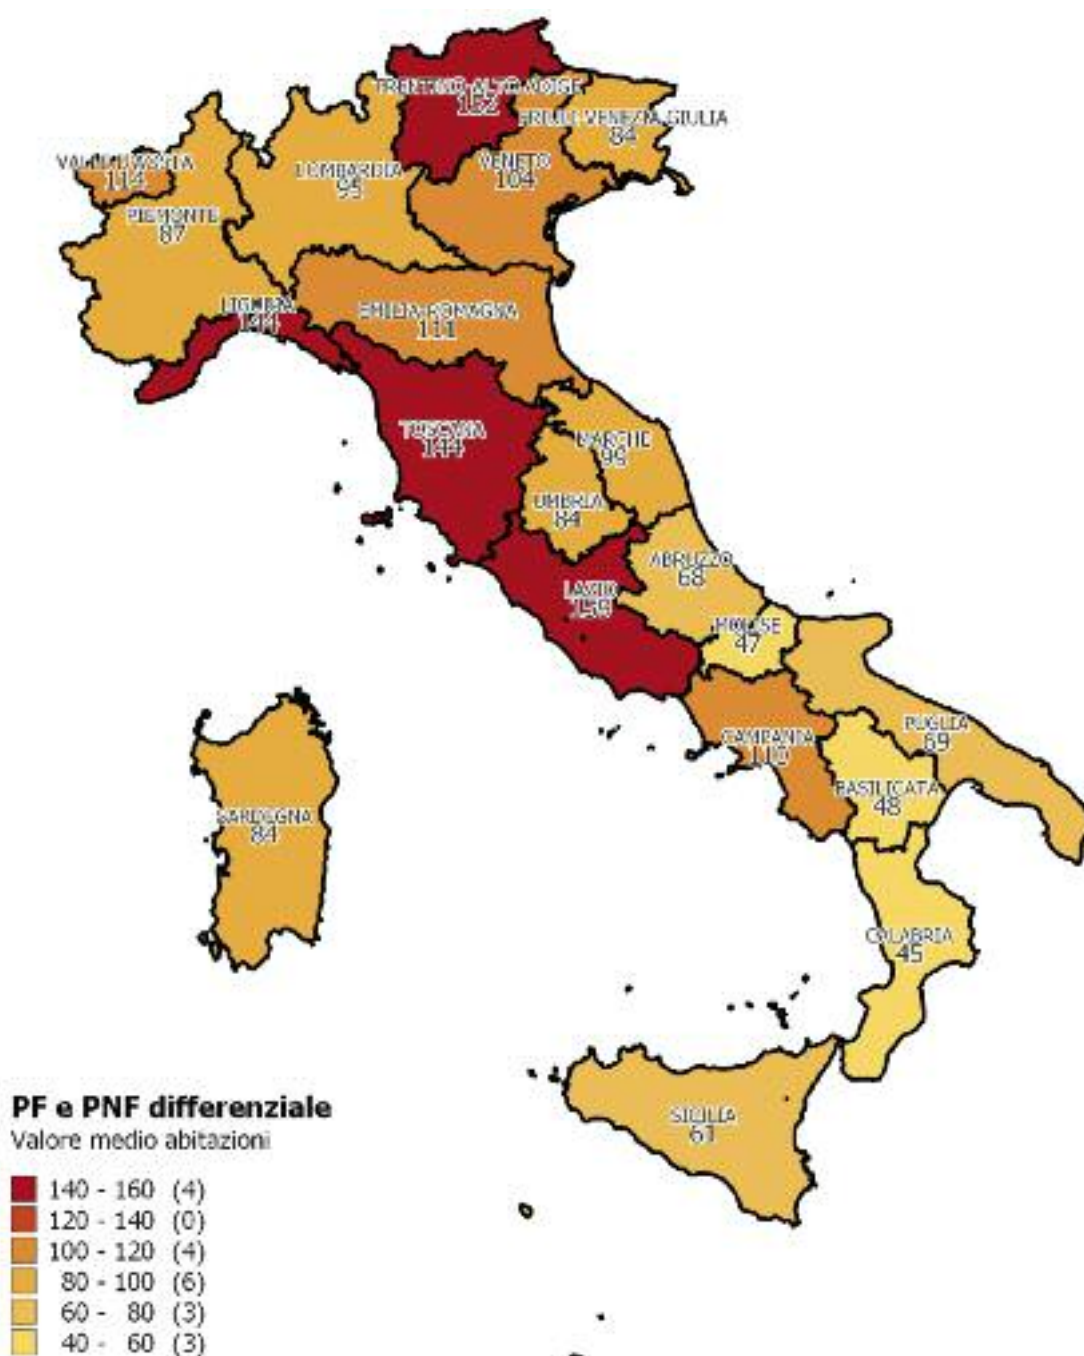 TRENTINO-ALTO ADIGE
152
FRIULI-VENEZIA GIULIA
84
VALLE D'AOSTA
114
LOMBARDIA
95
VENETO
104
PIEMONTE
87
LIGURIA
144
EMILIA-ROMAGNA
111
TOSCANA
144
MARCHE
99
UMBRIA
84
ABRUZZO
68
LAZIO
159
MOLISE
47
CAMPANIA
110
PUGLIA
69
BASILICATA
48
SARDEGNA
84
CALABRIA
45
SICILIA
61
PF e PNF differenziale
Valore medio abitazioni
140 - 160 (4)
120 - 140 (0)
100 - 120 (4)
80 - 100 (6)
60 - 80 (3)
40 - 60 (3)